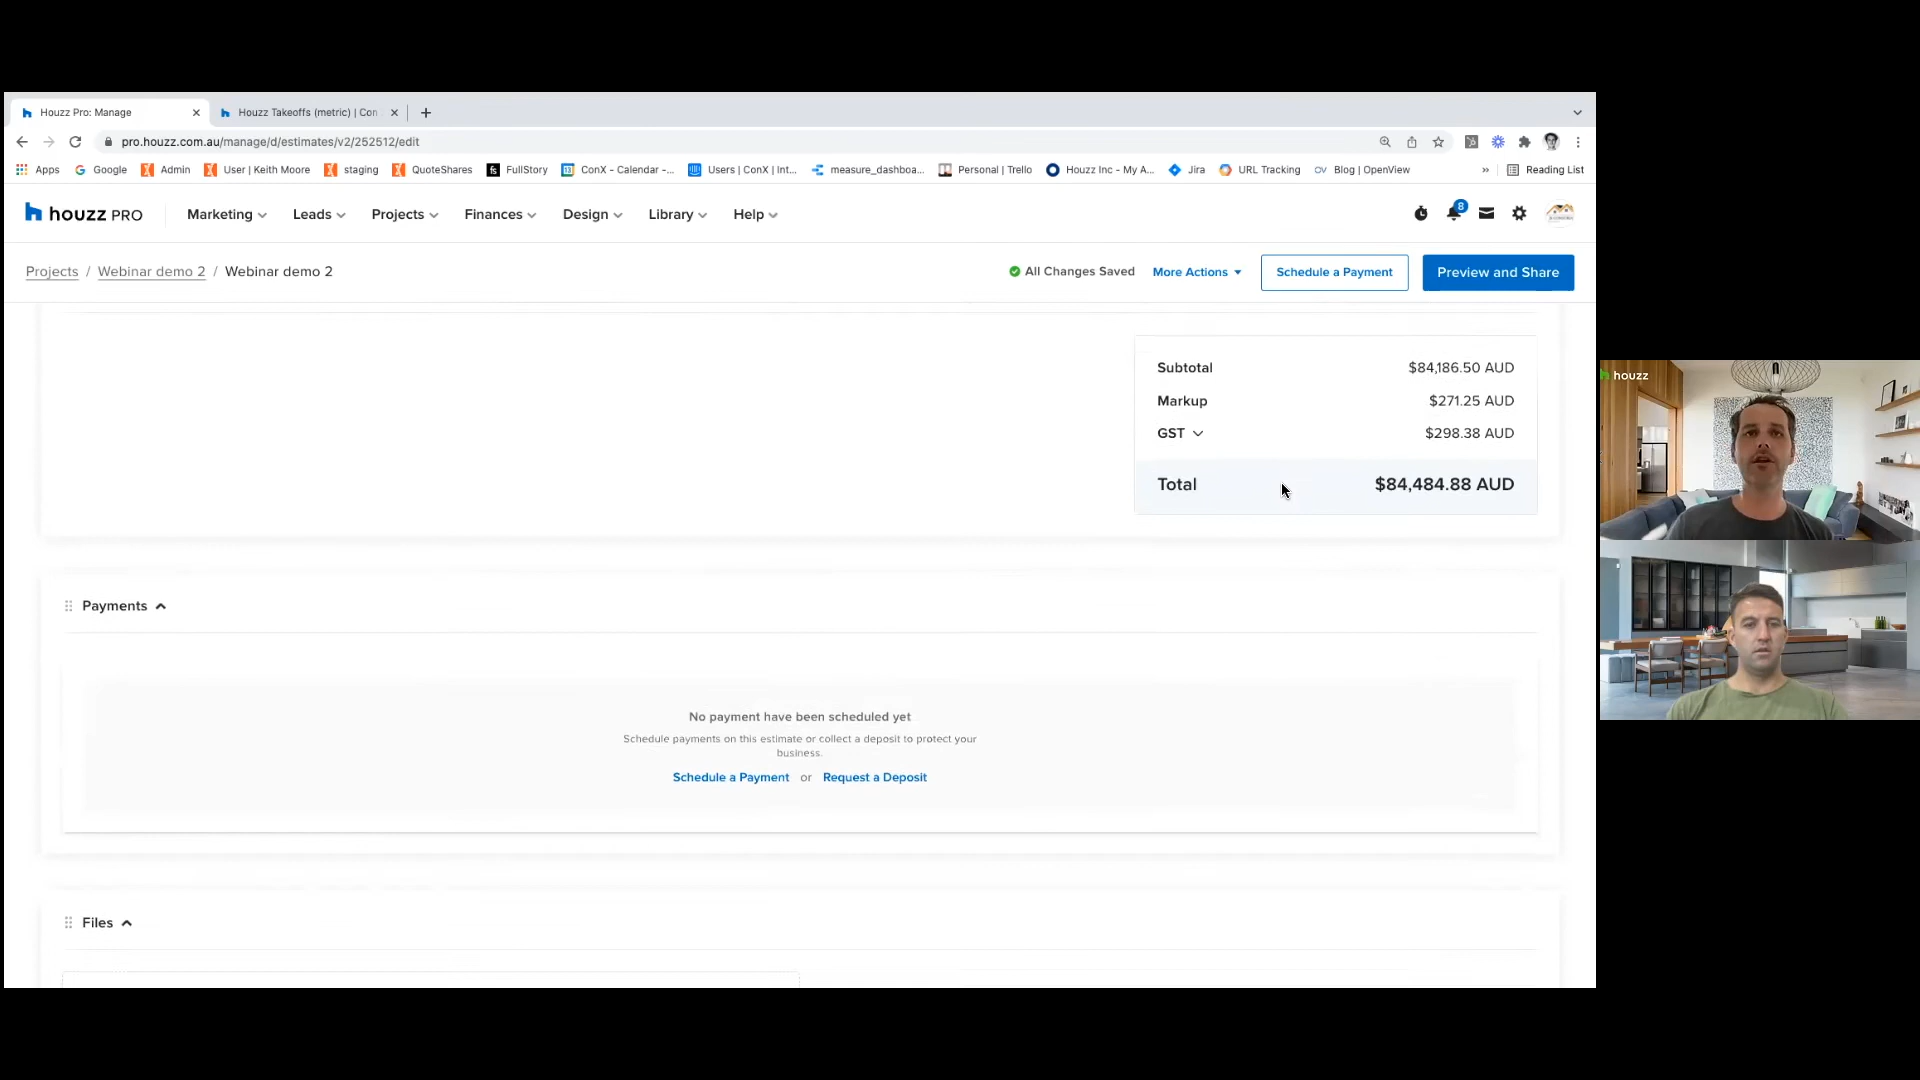 Houzz Pro: Manage
Houzz Takeoffs (metric) | Con
pro.houzz.com.au/manage/d/estimates/v2/252512/edit
Apps Google Admin User | Keith Moore staging QuoteShares FullStory ConX - Calendar -... Users | ConX | Int... measure_dashboa... Personal | Trello Houzz Inc - My A... Jira URL Tracking OV Blog | OpenView » Reading List
houzz PRO Marketing Leads Projects Finances Design Library Help 8
Projects / Webinar demo 2 / Webinar demo 2 All Changes Saved More Actions Schedule a Payment Preview and Share
Subtotal $84,186.50 AUD
Markup $271.25 AUD
GST $298.38 AUD
Total $84,484.88 AUD
houzz
Payments
No payment have been scheduled yet
Schedule payments on this estimate or collect a deposit to protect your
business.
Schedule a Payment or Request a Deposit
Files